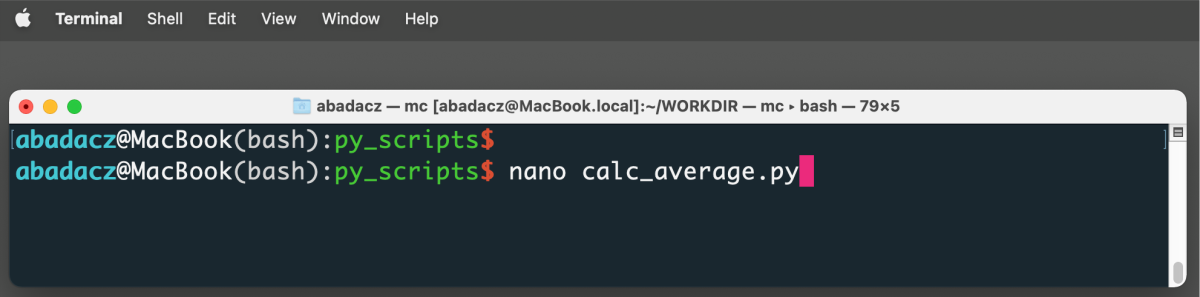 Terminal Shell Edit View Window Help
abadacz — mc [abadacz@MacBook.local]:~/WORKDIR — mc ▸ bash — 79×5
[abadacz@MacBook(bash):py_scripts$ ]
abadacz@MacBook(bash):py_scripts$ nano calc_average.py